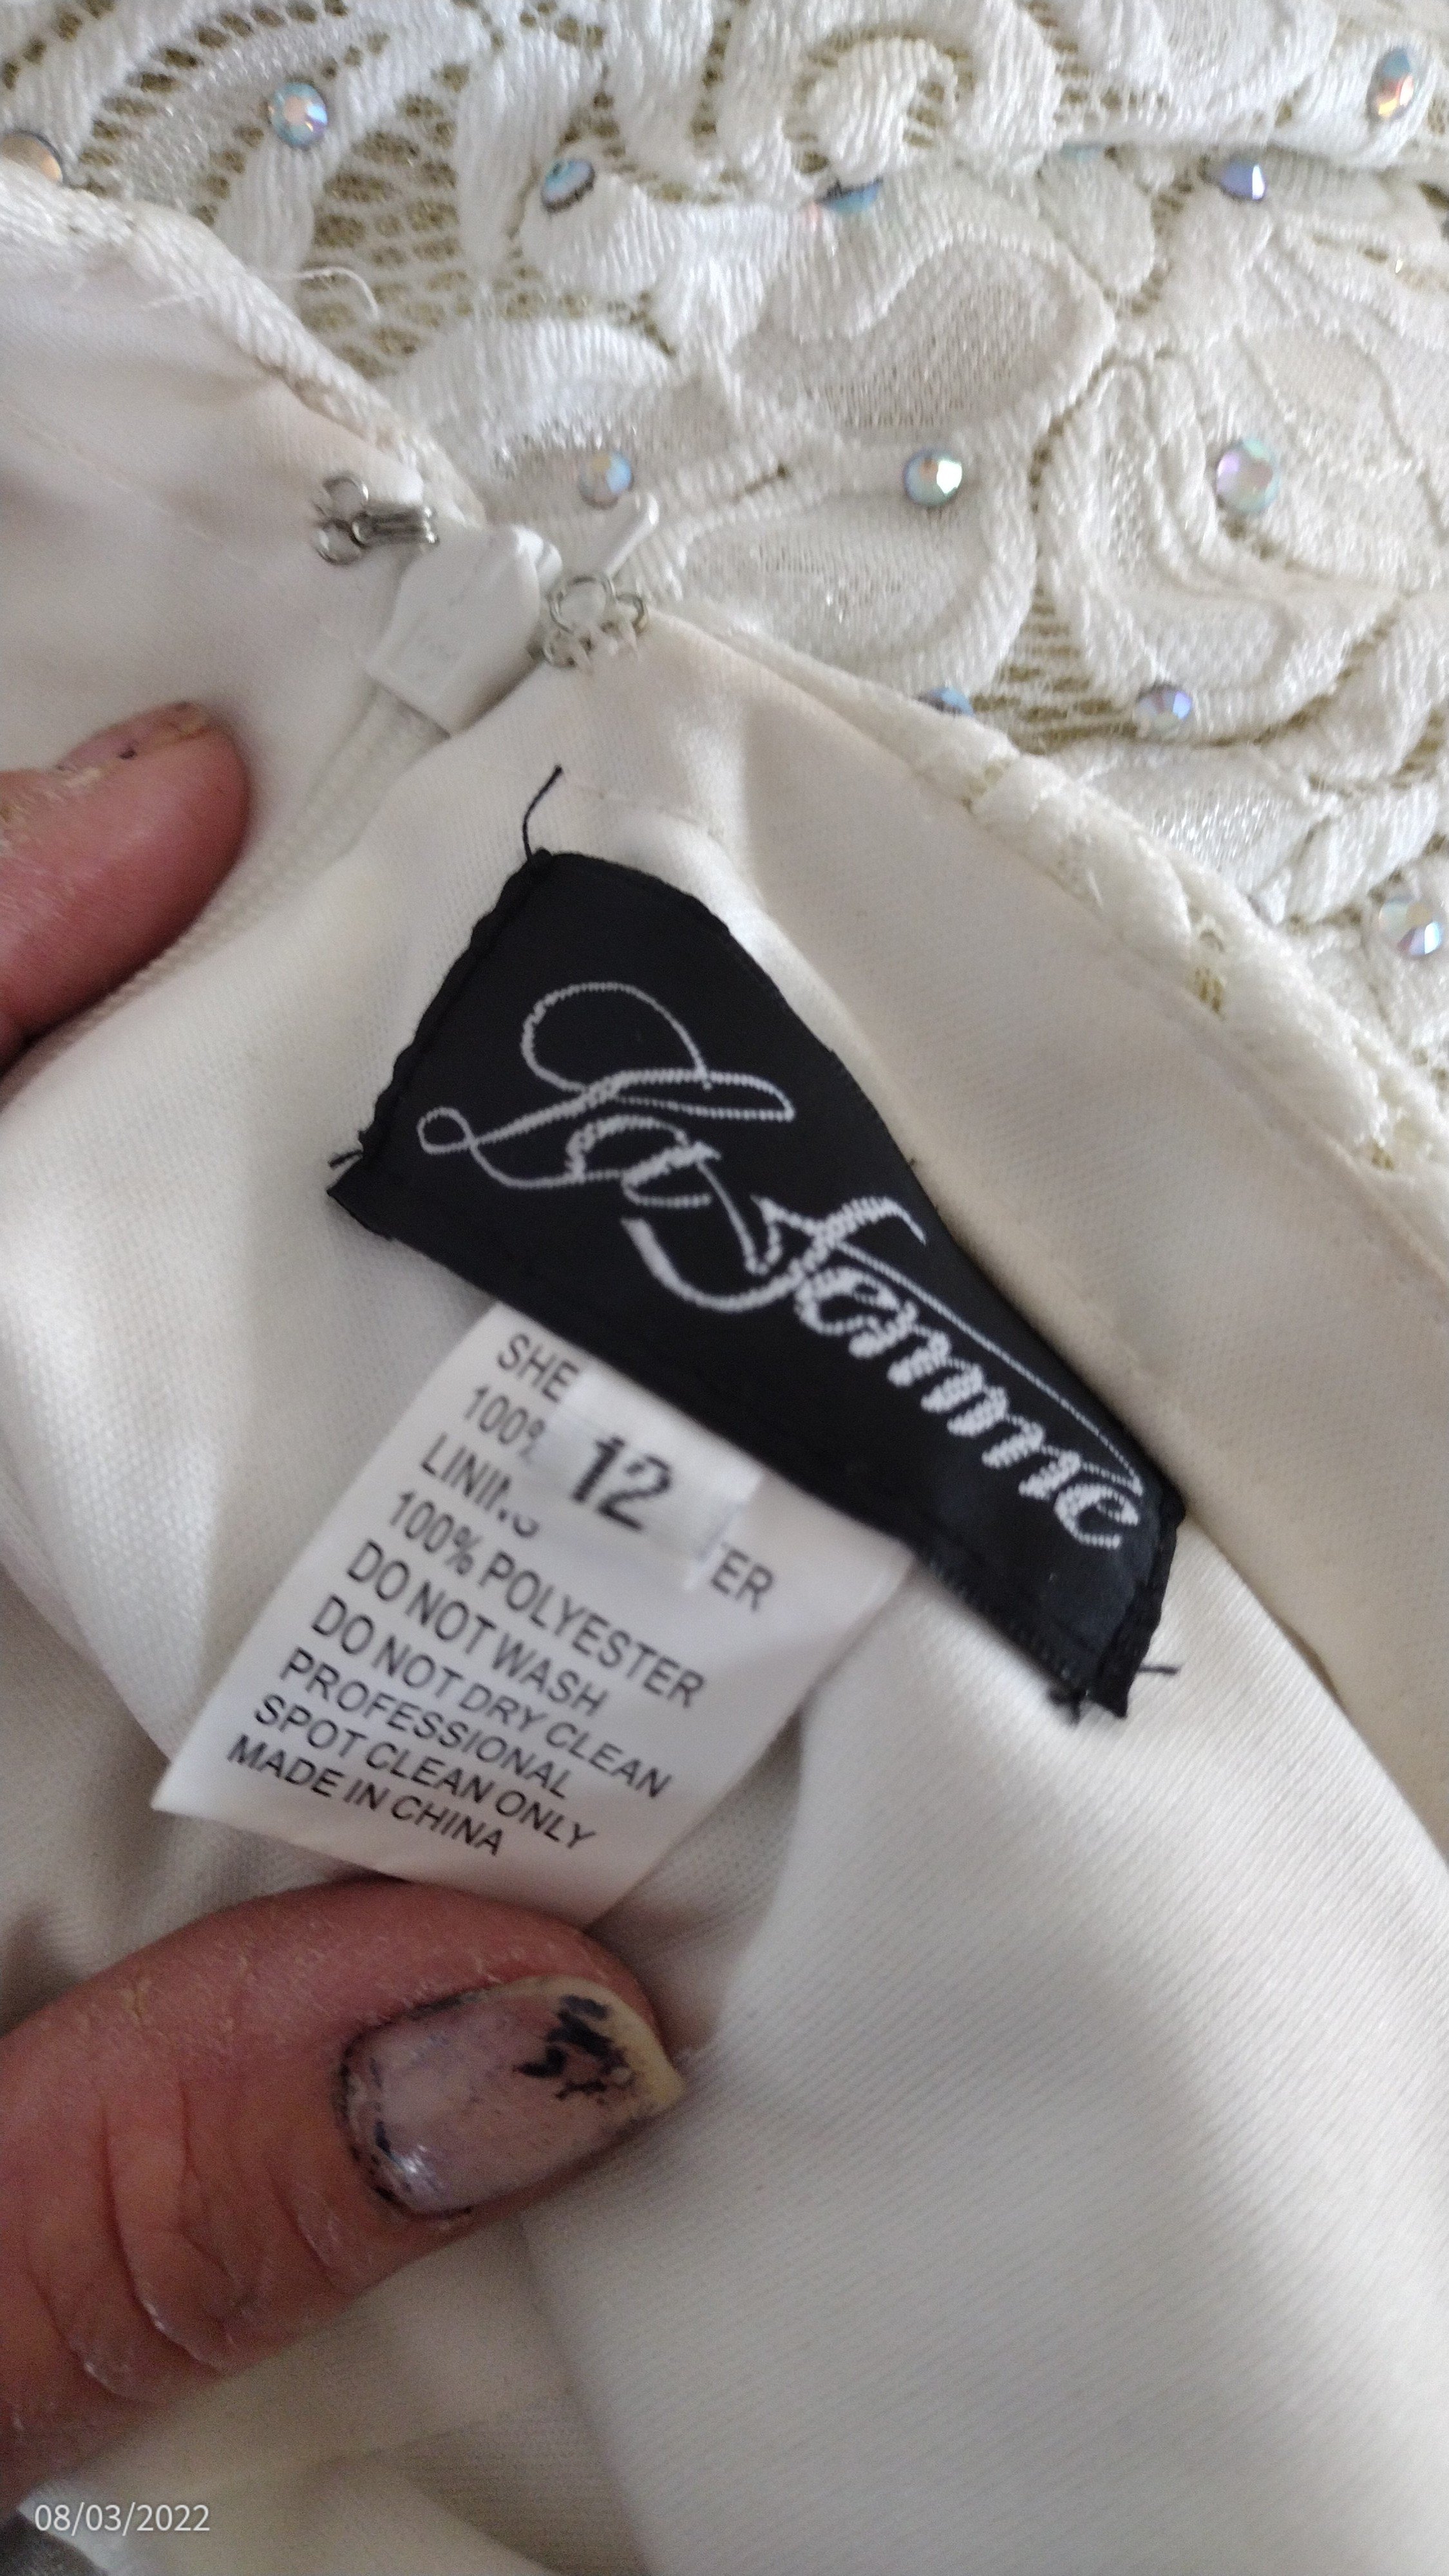 La Femme
12
SHE
100%
LINING
ER
100% POLYESTER
DO NOT WASH
DO NOT DRY CLEAN
PROFESSIONAL
SPOT CLEAN ONLY
MADE IN CHINA
08/03/2022